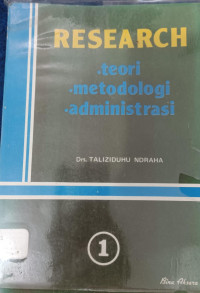 RESEARCH
.teori
.metodologi
.administrasi
Drs. TALIZIDUHU NDRAHA
1
Bina Aksara